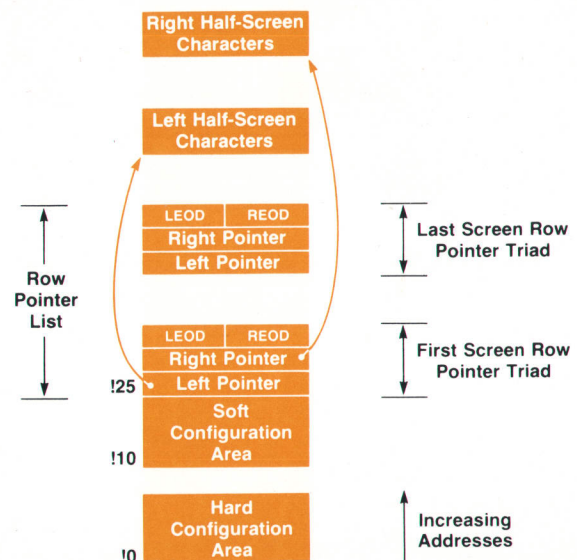 Right Half-Screen
Characters
Left Half-Screen
Characters
LEOD REOD
Right Pointer
Left Pointer
Last Screen Row
Pointer Triad
Row
Pointer
List
LEOD REOD
Right Pointer
!25 Left Pointer
First Screen Row
Pointer Triad
Soft
Configuration
!10 Area
Hard
Configuration
!0 Area
Increasing
Addresses